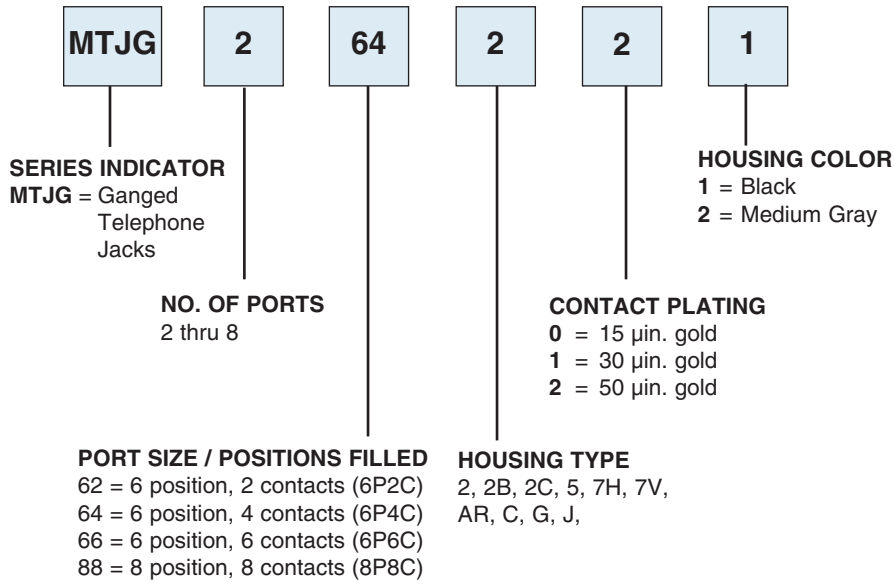 MTJG 2 64 2 2 1
SERIES INDICATOR
MTJG = Ganged
Telephone
Jacks
NO. OF PORTS
2 thru 8
PORT SIZE / POSITIONS FILLED
62 = 6 position, 2 contacts (6P2C)
64 = 6 position, 4 contacts (6P4C)
66 = 6 position, 6 contacts (6P6C)
88 = 8 position, 8 contacts (8P8C)
HOUSING TYPE
2, 2B, 2C, 5, 7H, 7V,
AR, C, G, J,
CONTACT PLATING
0 = 15 µin. gold
1 = 30 µin. gold
2 = 50 µin. gold
HOUSING COLOR
1 = Black
2 = Medium Gray